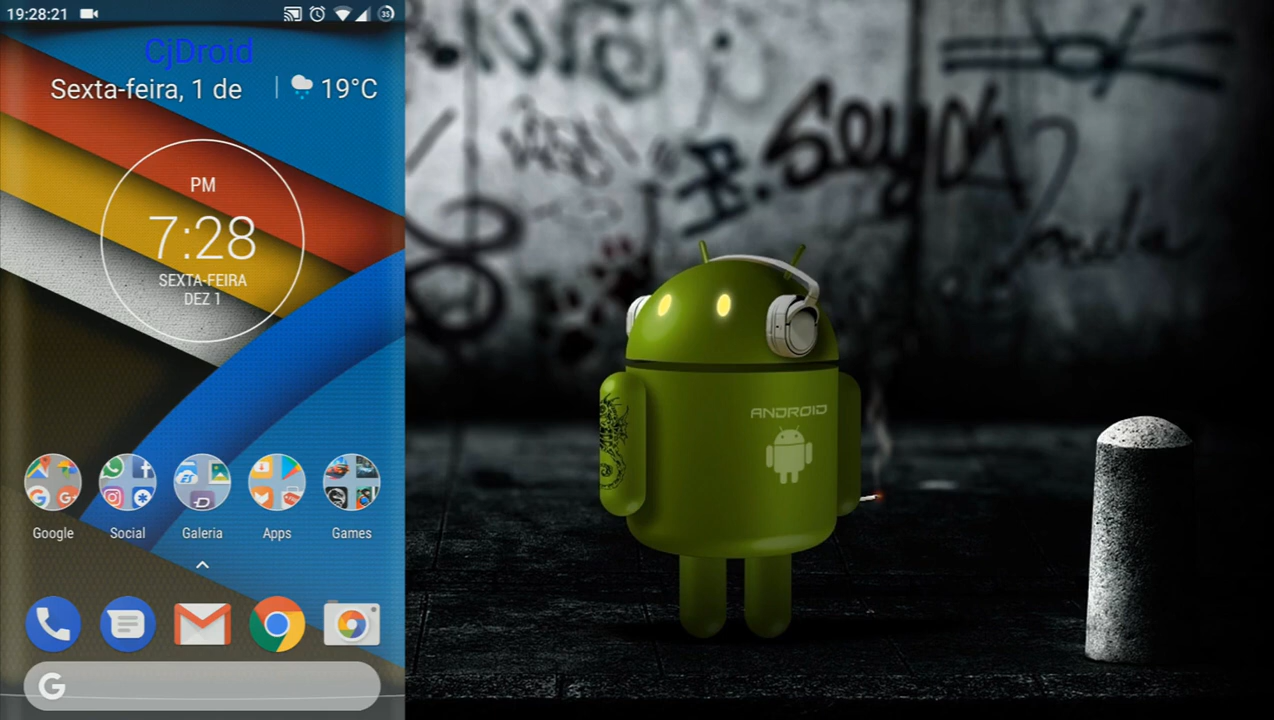 19:28:21
35
CjDroid
Sexta-feira, 1 de
19°C
PM
7:28
SEXTA-FEIRA
DEZ 1
Google
Social
Galeria
Apps
Games
G
ANDROID